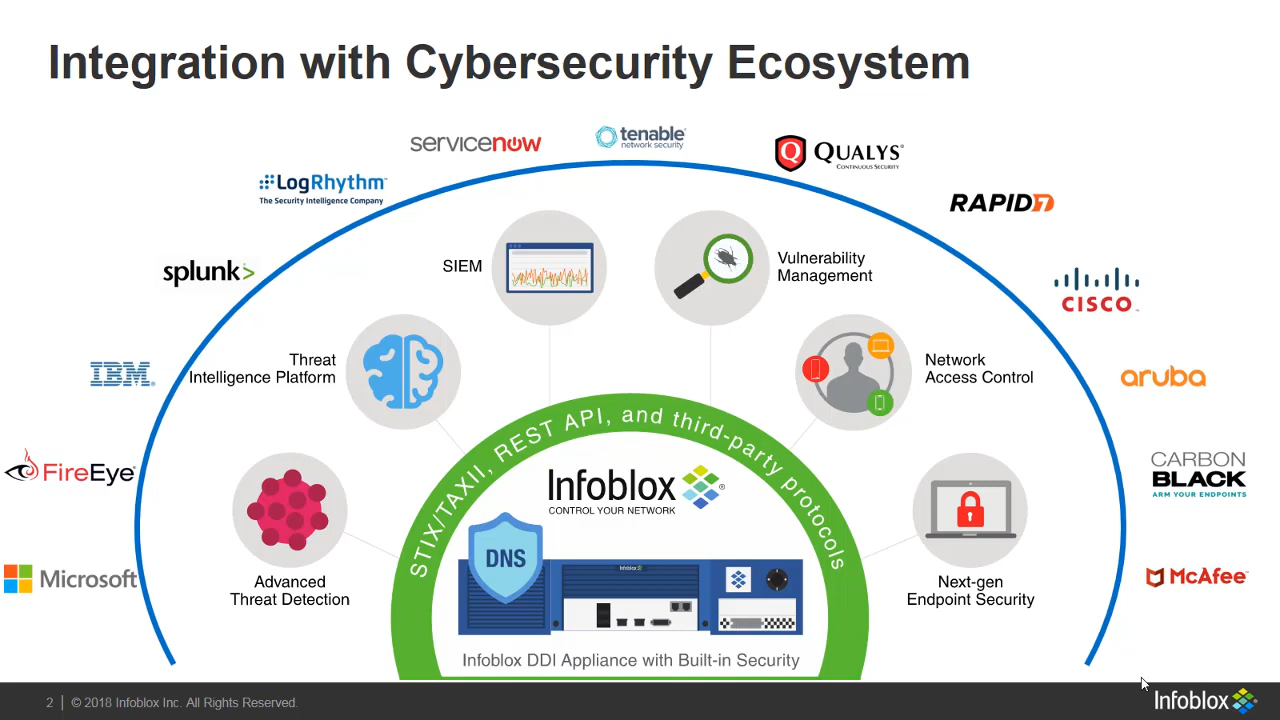 Integration with Cybersecurity Ecosystem
servicenow
tenable
network security
QUALYS
CONTINUOUS SECURITY
LogRhythm
The Security Intelligence Company
RAPID7
splunk>
SIEM
Vulnerability
Management
CISCO
IBM
Threat
Intelligence Platform
Network
Access Control
aruba
STIX/TAXII, REST API, and third-party protocols
FireEye
CARBON
BLACK
ARM YOUR ENDPOINTS
Infoblox
CONTROL YOUR NETWORK
DNS
Infoblox
Microsoft
Advanced
Threat Detection
Next-gen
Endpoint Security
McAfee
Infoblox DDI Appliance with Built-in Security
2 | © 2018 Infoblox Inc. All Rights Reserved.
Infoblox